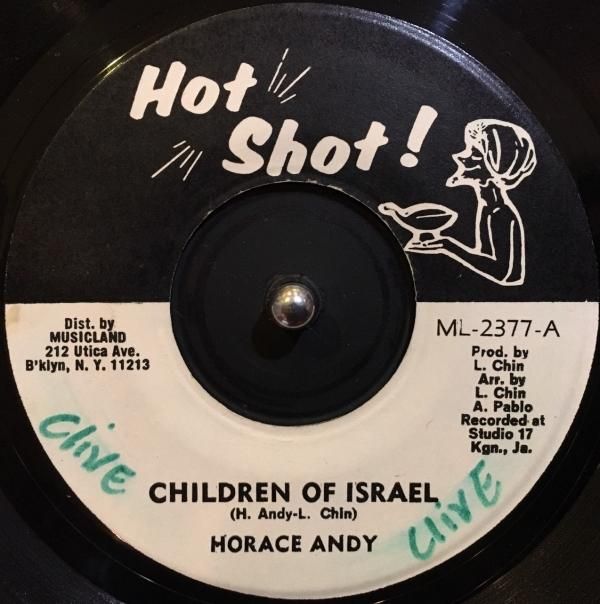 Hot
Shot!
Dist. by
MUSICLAND
212 Utica Ave.
B'klyn, N. Y. 11213
ML-2377-A
Prod. by
L. Chin
Arr. by
L. Chin
A. Pablo
Recorded at
Studio 17
Kgn., Ja.
CLIVE
CLIVE
CHILDREN OF ISRAEL
(H. Andy-L. Chin)
HORACE ANDY